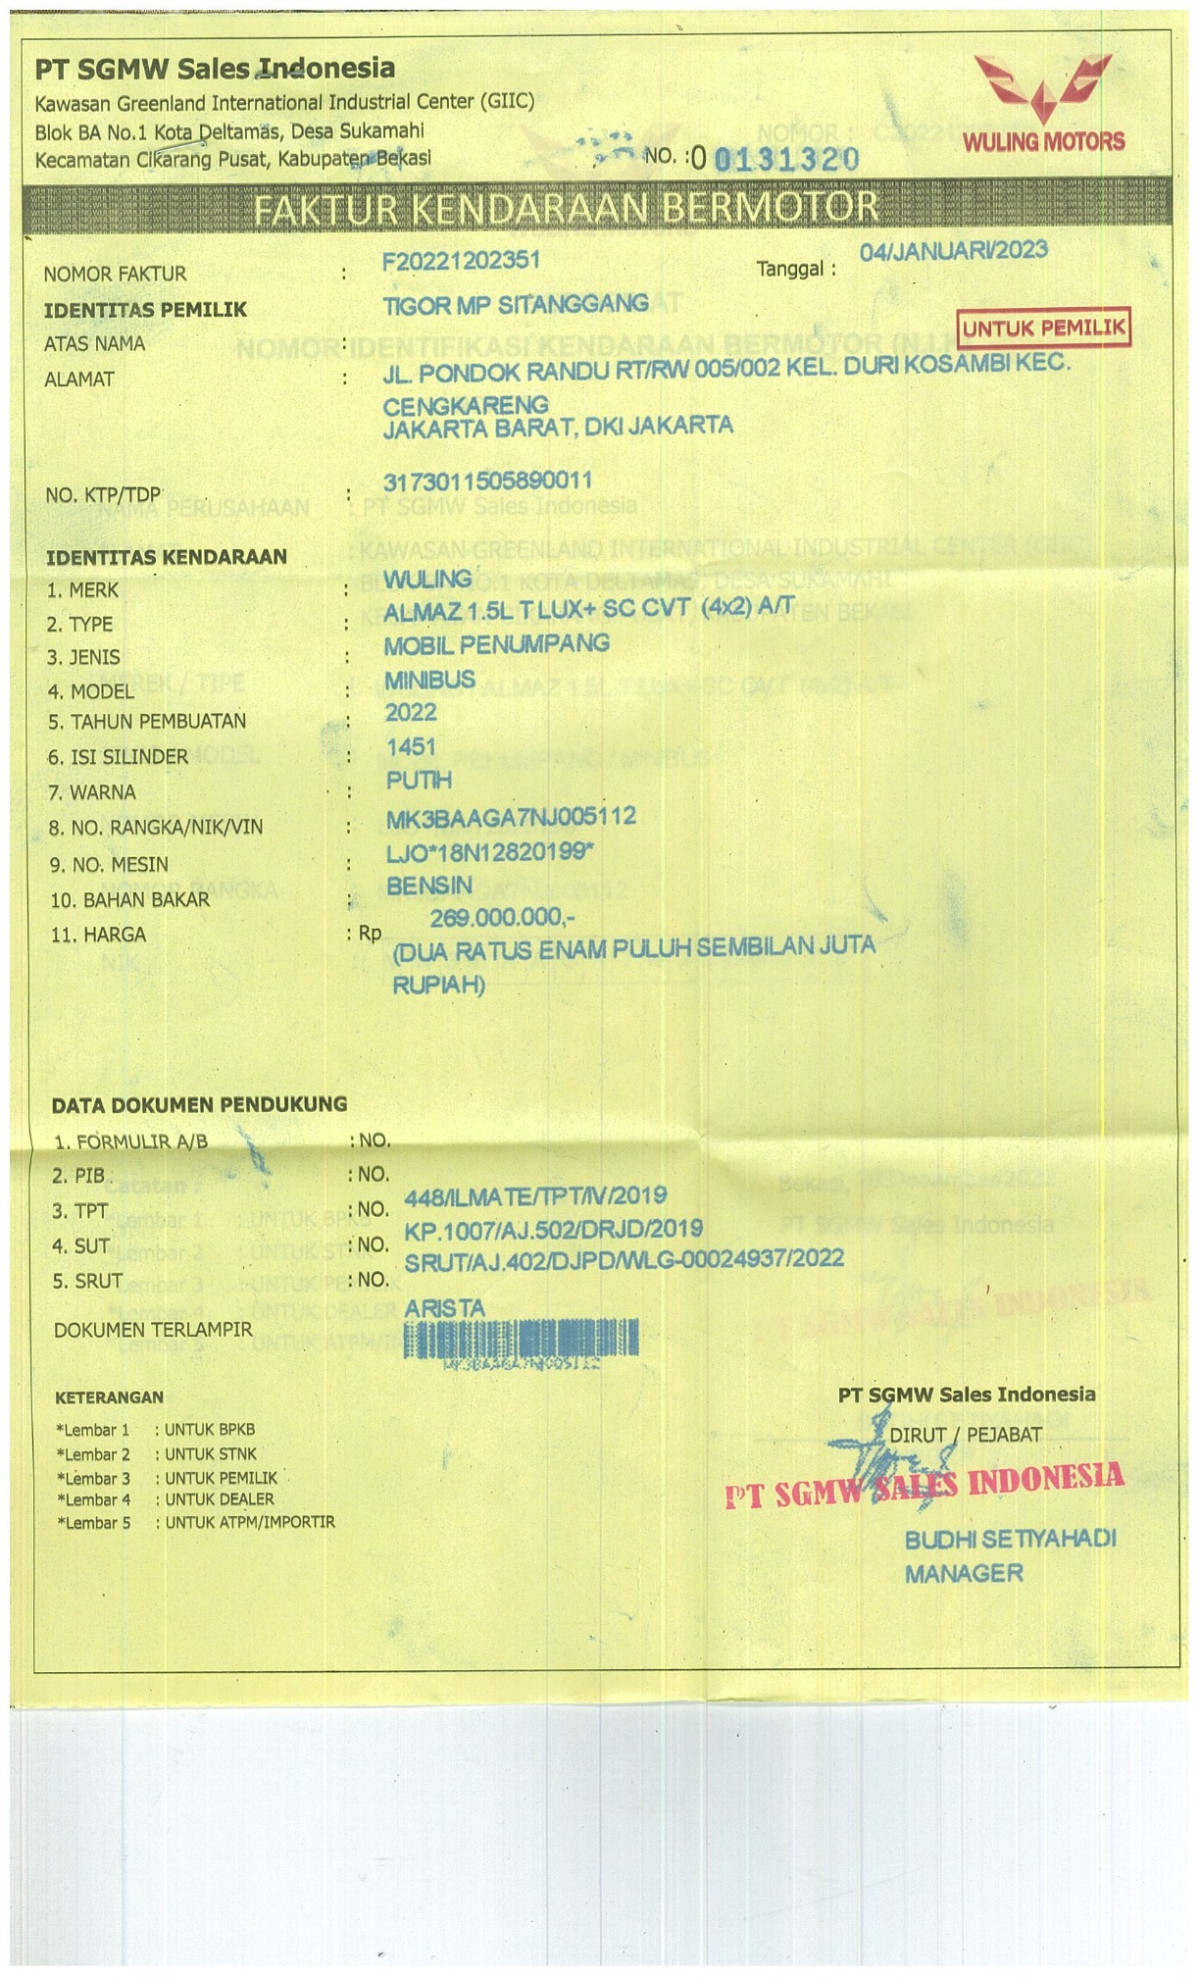 PT SGMW Sales Indonesia
Kawasan Greenland International Industrial Center (GIIC)
Blok BA No.1 Kota Deltamas, Desa Sukamahi
Kecamatan Cikarang Pusat, Kabupaten Bekasi
NO. :0 0131320
WULING MOTORS
FAKTUR KENDARAAN BERMOTOR
NOMOR FAKTUR : F20221202351 Tanggal : 04/JANUARI/2023
IDENTITAS PEMILIK TIGOR MP SITANGGANG
UNTUK PEMILIK
ATAS NAMA :
ALAMAT : JL. PONDOK RANDU RT/RW 005/002 KEL. DURI KOSAMBI KEC.
CENGKARENG
JAKARTA BARAT, DKI JAKARTA
NO. KTP/TDP : 3173011505890011
IDENTITAS KENDARAAN
1. MERK : WULING
2. TYPE : ALMAZ 1.5L T LUX+ SC CVT (4x2) A/T
3. JENIS : MOBIL PENUMPANG
4. MODEL : MINIBUS
5. TAHUN PEMBUATAN : 2022
6. ISI SILINDER : 1451
7. WARNA : PUTIH
8. NO. RANGKA/NIK/VIN : MK3BAAGA7NJ005112
9. NO. MESIN : LJO*18N12820199*
10. BAHAN BAKAR : BENSIN
11. HARGA : Rp 269.000.000,-
(DUA RATUS ENAM PULUH SEMBILAN JUTA
RUPIAH)
DATA DOKUMEN PENDUKUNG
1. FORMULIR A/B : NO.
2. PIB : NO.
3. TPT : NO. 448/ILMATE/TPT/IV/2019
4. SUT : NO. KP.1007/AJ.502/DRJD/2019
5. SRUT : NO. SRUT/AJ.402/DJPD/WLG-00024937/2022
DOKUMEN TERLAMPIR ARISTA
MK3BAAGA7NJ005112
KETERANGAN
*Lembar 1 : UNTUK BPKB
*Lembar 2 : UNTUK STNK
*Lembar 3 : UNTUK PEMILIK
*Lembar 4 : UNTUK DEALER
*Lembar 5 : UNTUK ATPM/IMPORTIR
PT SGMW Sales Indonesia
DIRUT / PEJABAT
PT SGMW SALES INDONESIA
BUDHI SETIYAHADI
MANAGER